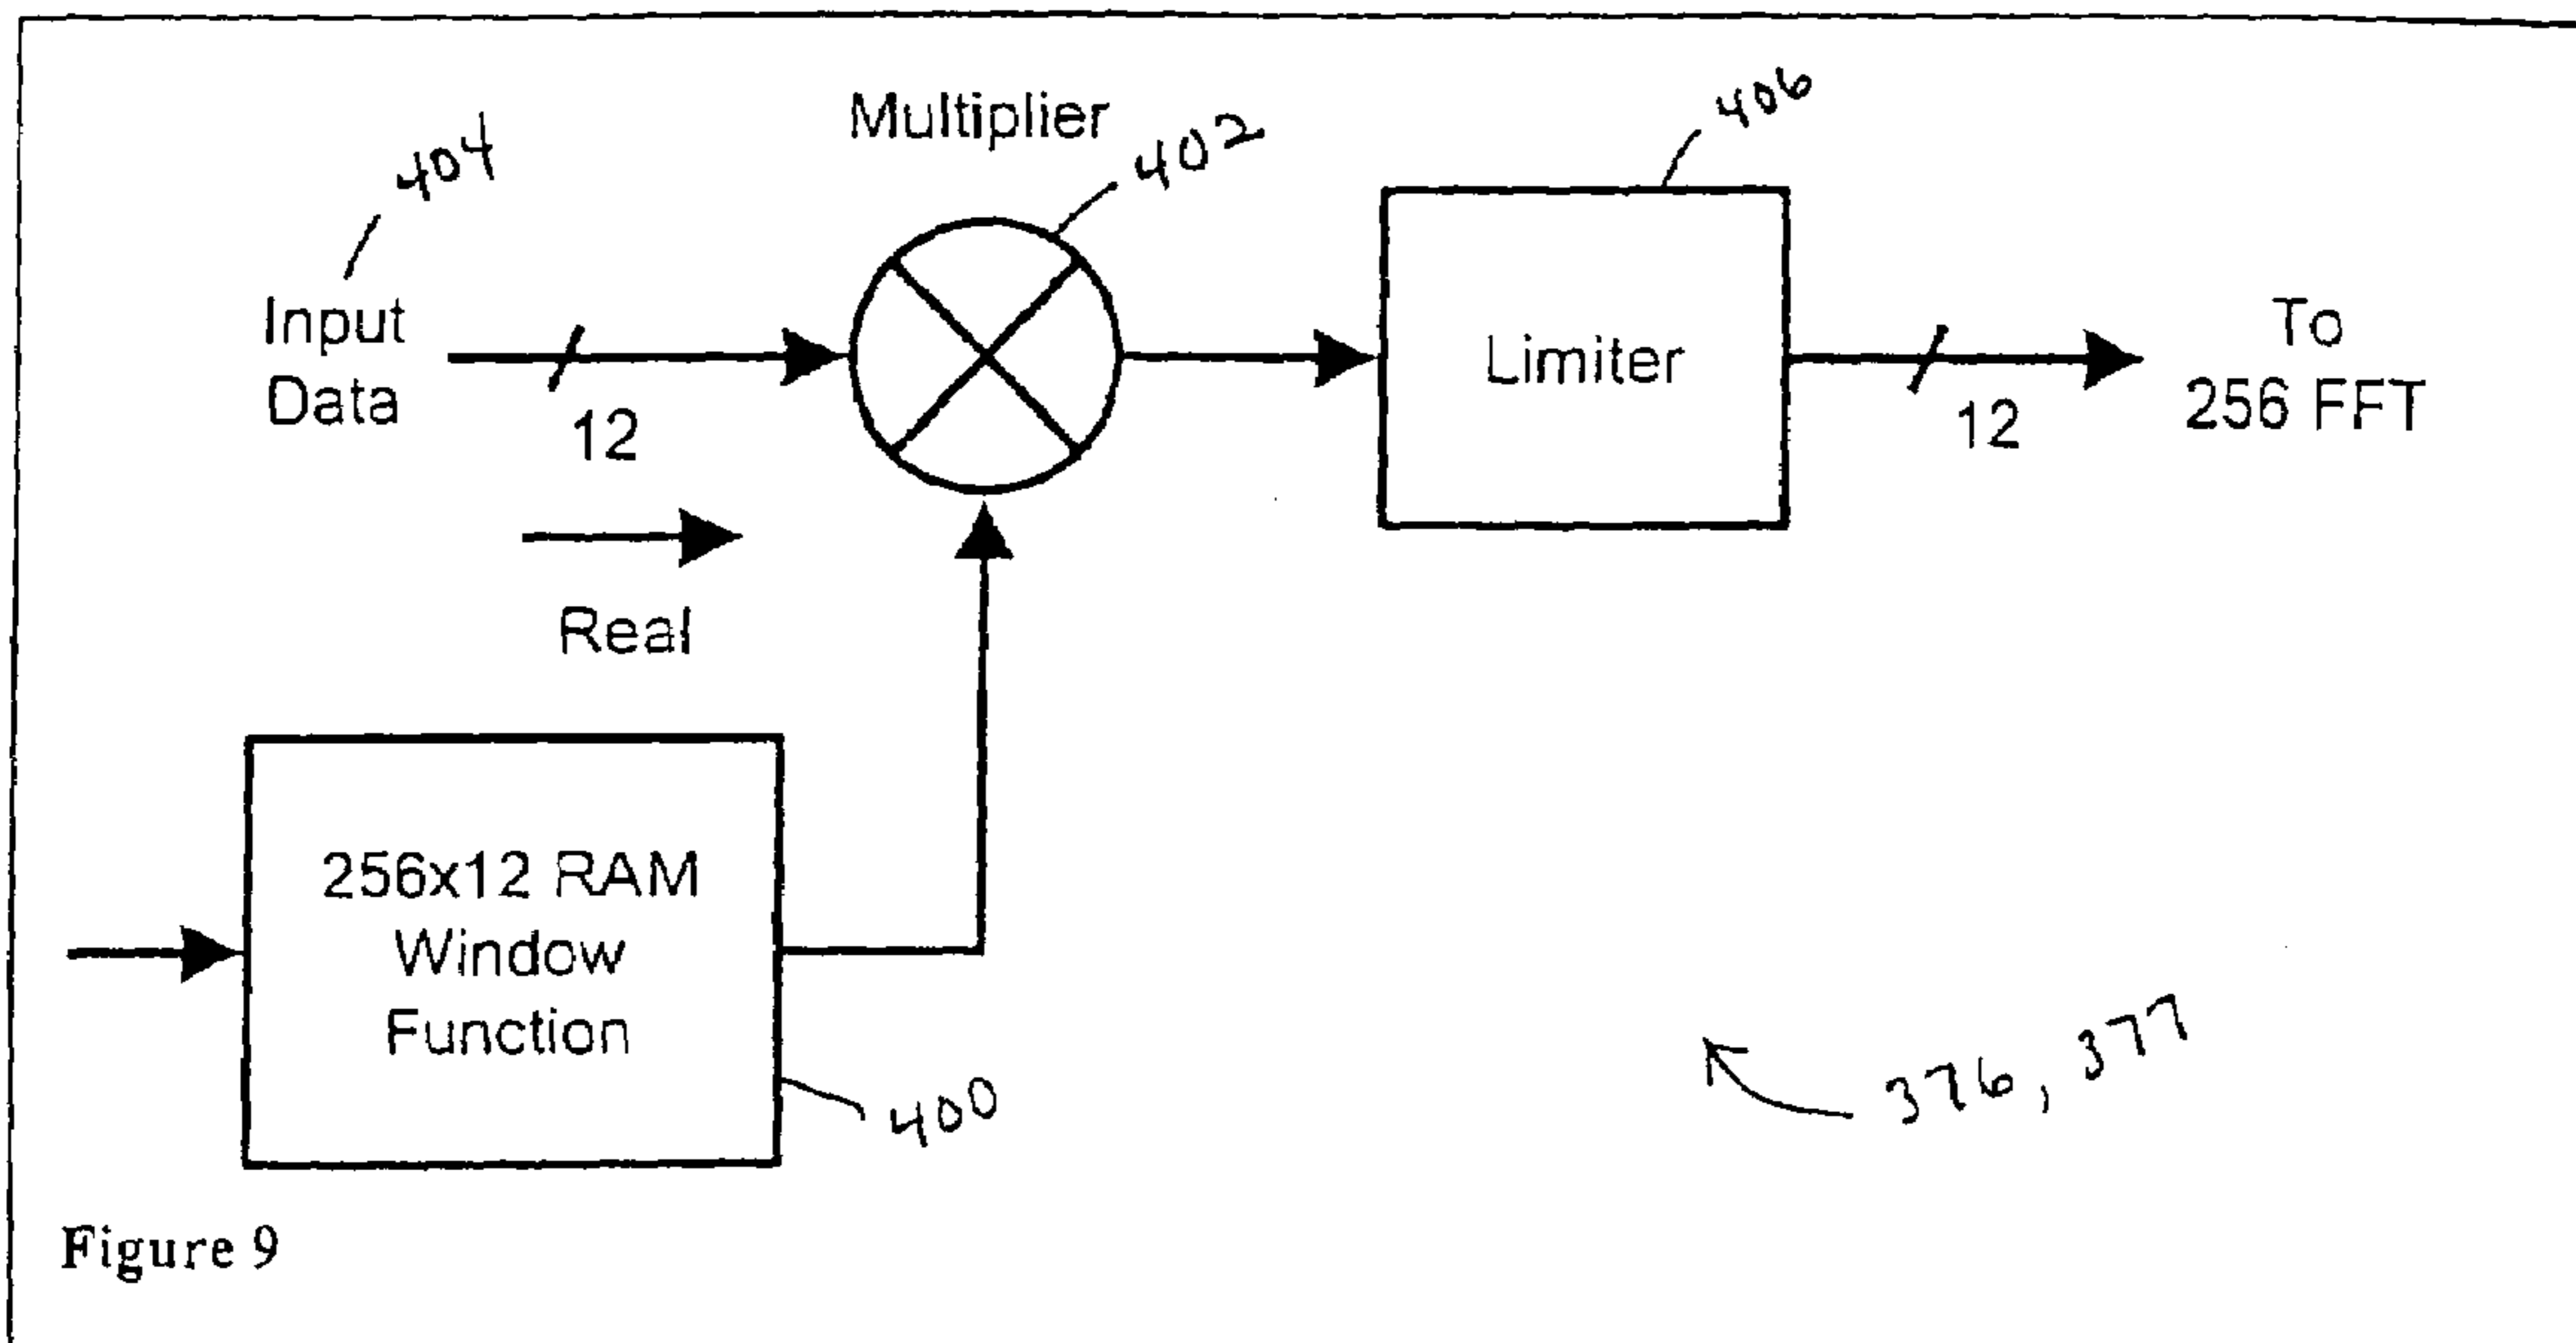 Multiplier
404
402
406
Input
Data
12
Real
Limiter
12
To
256 FFT
256x12 RAM
Window
Function
400
376, 377
Figure 9